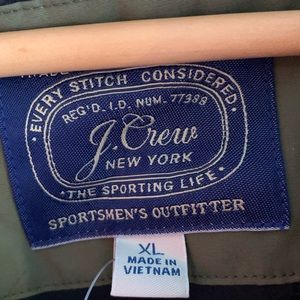 EVERY STITCH CONSIDERED
REG'D. I.D. NUM. 77388
J.Crew
NEW YORK
THE SPORTING LIFE
SPORTSMEN'S OUTFITTER
XL
MADE IN
VIETNAM